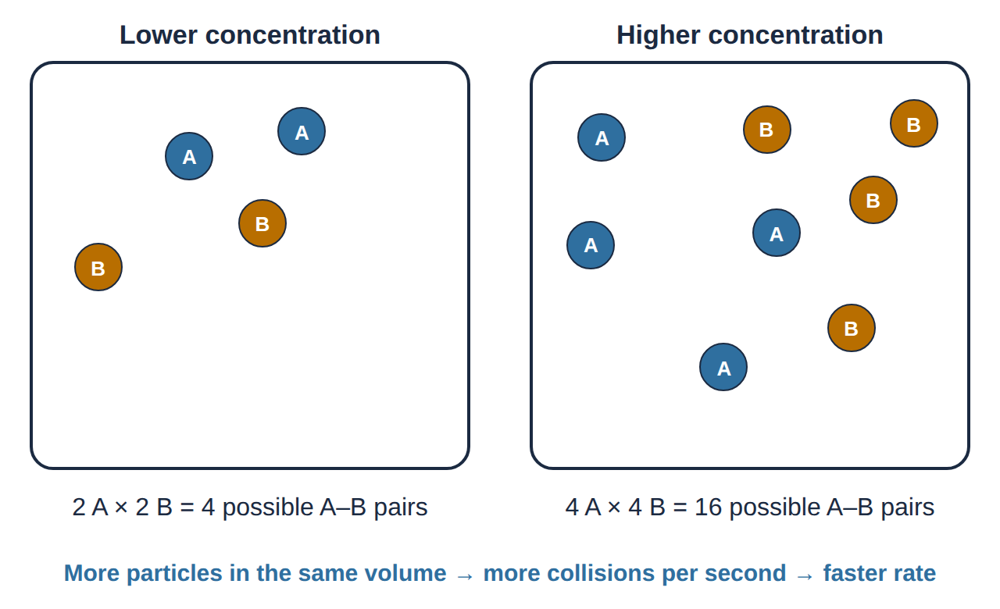 Lower concentration
Higher concentration
A
A
B
B
A
B
B
B
A
A
B
A
2 A × 2 B = 4 possible A–B pairs
4 A × 4 B = 16 possible A–B pairs
More particles in the same volume → more collisions per second → faster rate